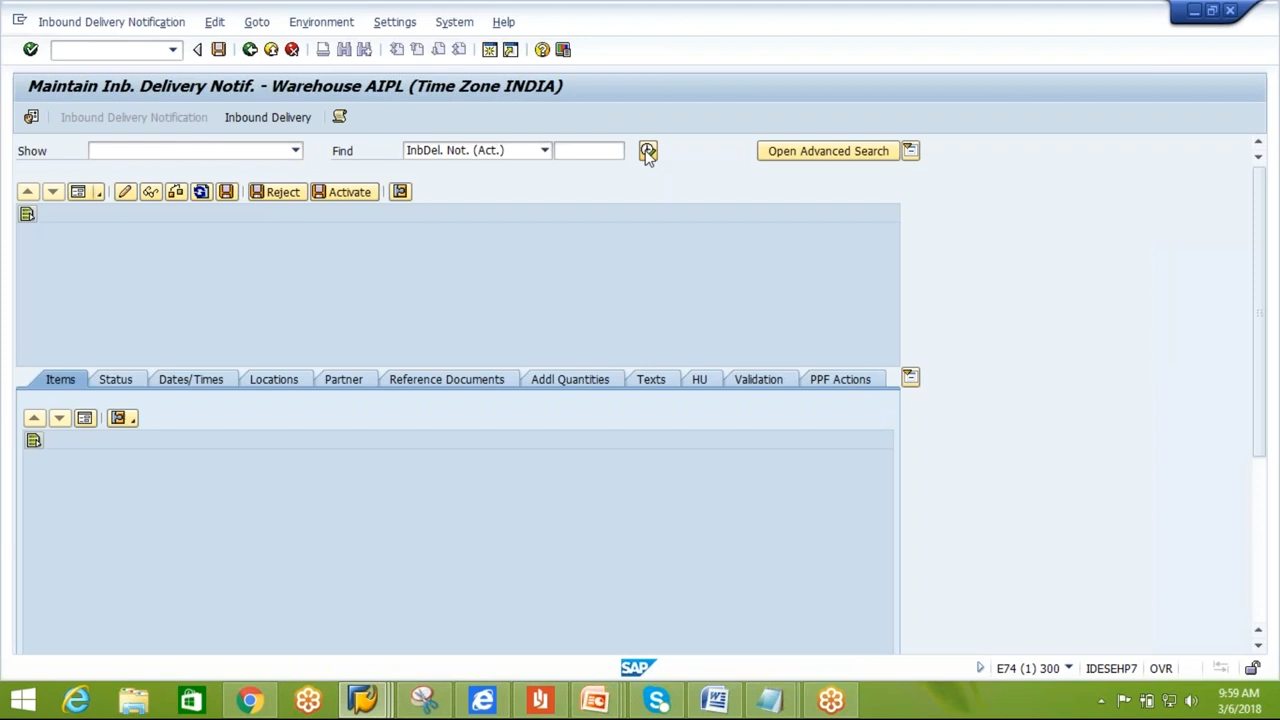 Inbound Delivery Notification Edit Goto Environment Settings System Help
Maintain Inb. Delivery Notif. - Warehouse AIPL (Time Zone INDIA)
Inbound Delivery Notification Inbound Delivery
Show Find InbDel. Not. (Act.) Open Advanced Search
Reject Activate
Items Status Dates/Times Locations Partner Reference Documents Addl Quantities Texts HU Validation PPF Actions
SAP E74 (1) 300 IDESEHP7 OVR
9:59 AM
3/6/2018